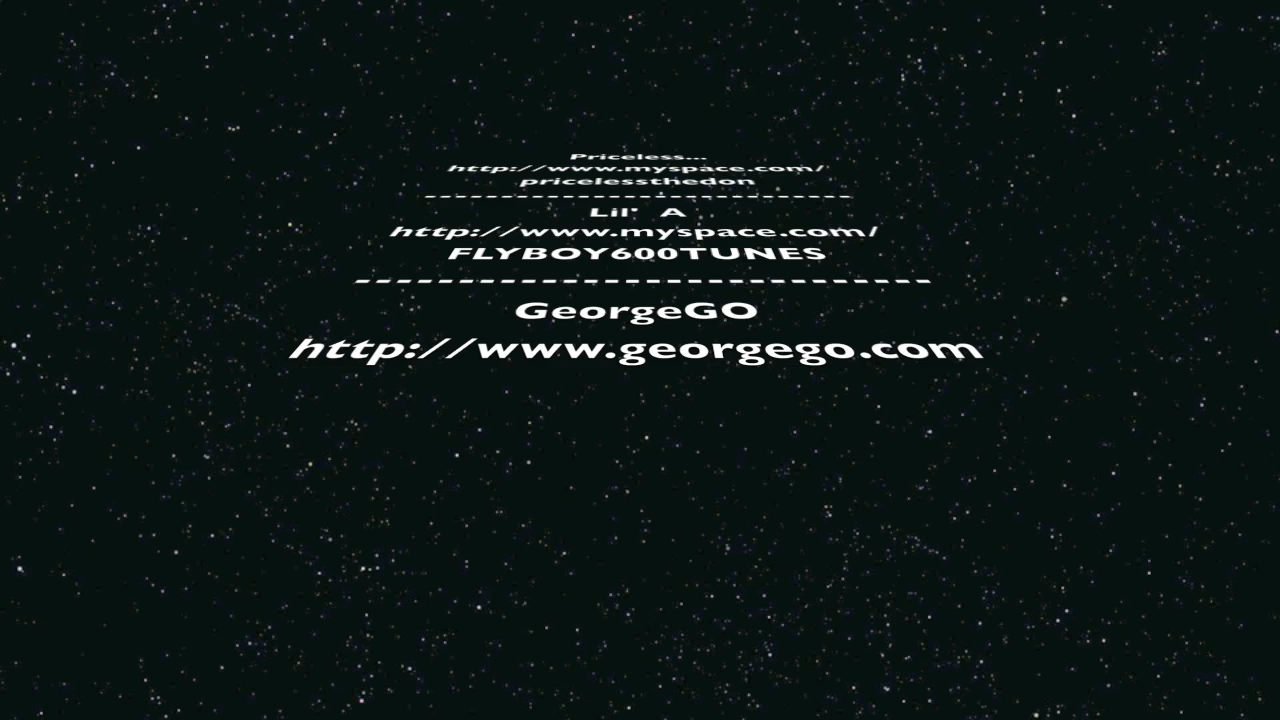 Priceless...
http://www.myspace.com/
pricelessthedon
------------------------------
Lil' A
http://www.myspace.com/
FLYBOY600TUNES
------------------------------
GeorgeGO
http://www.georgego.com